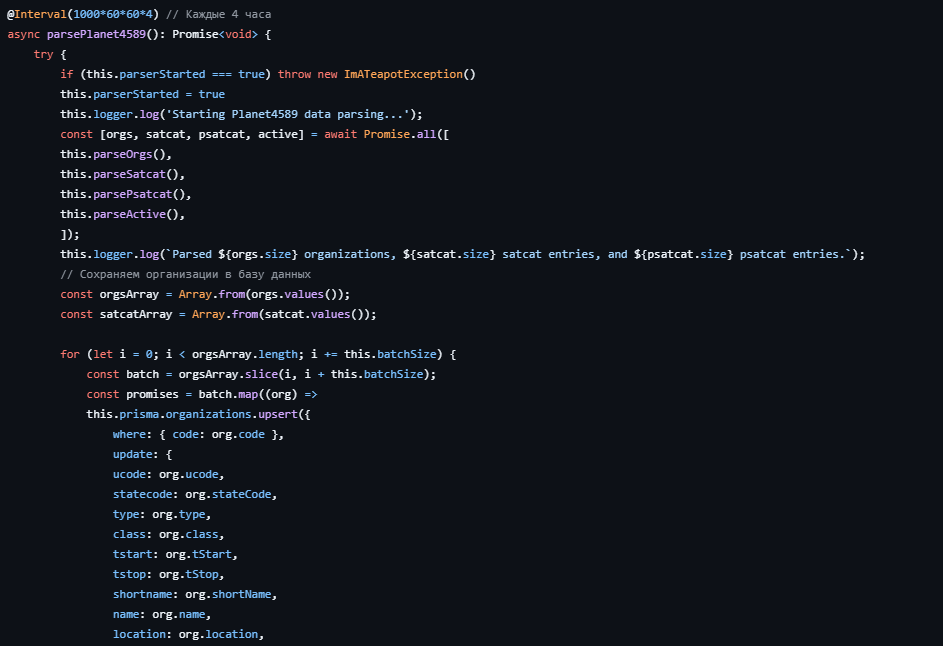 @Interval(1000*60*60*4) // Каждые 4 часа
async parsePlanet4589(): Promise<void> {
try {
if (this.parserStarted === true) throw new ImATeapotException()
this.parserStarted = true
this.logger.log('Starting Planet4589 data parsing...');
const [orgs, satcat, psatcat, active] = await Promise.all([
this.parseOrgs(),
this.parseSatcat(),
this.parsePsatcat(),
this.parseActive(),
]);
this.logger.log(`Parsed ${orgs.size} organizations, ${satcat.size} satcat entries, and ${psatcat.size} psatcat entries.`);
// Сохраняем организации в базу данных
const orgsArray = Array.from(orgs.values());
const satcatArray = Array.from(satcat.values());
for (let i = 0; i < orgsArray.length; i += this.batchSize) {
const batch = orgsArray.slice(i, i + this.batchSize);
const promises = batch.map((org) =>
this.prisma.organizations.upsert({
where: { code: org.code },
update: {
ucode: org.ucode,
statecode: org.stateCode,
type: org.type,
class: org.class,
tstart: org.tStart,
tstop: org.tStop,
shortname: org.shortName,
name: org.name,
location: org.location,